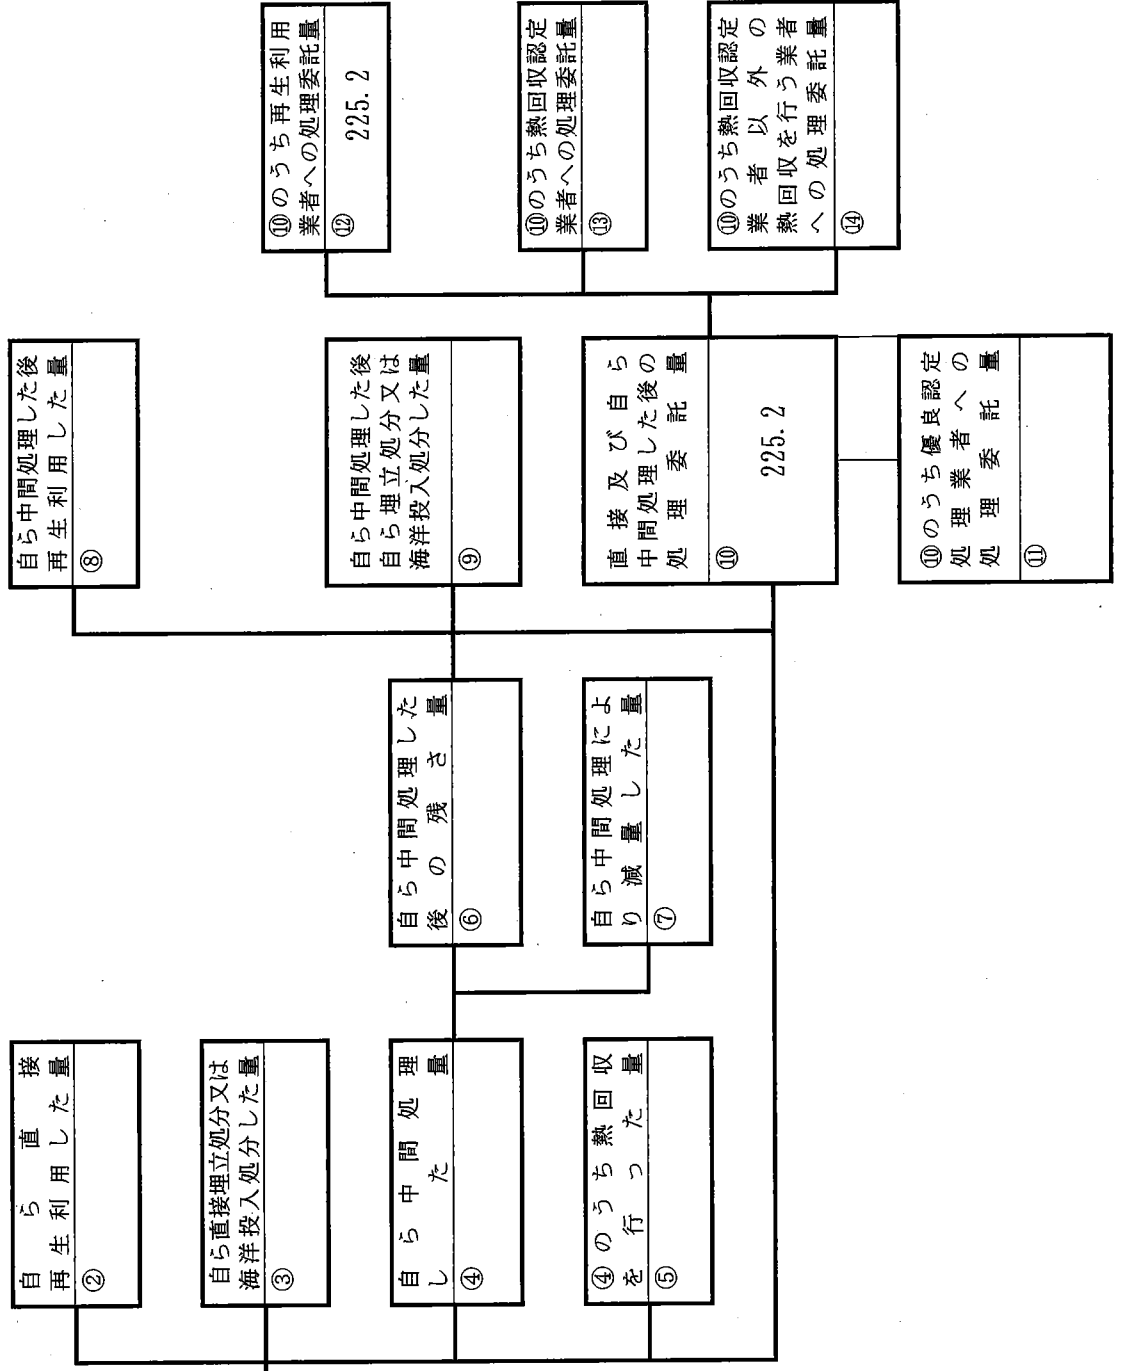 自ら直接
再生利用した量
②
自ら直接埋立処分又は
海洋投入処分した量
③
自ら中間処理
した量
④
④のうち熱回収
を行った量
⑤
自ら中間処理した
後の残さ量
⑥
自ら中間処理によ
り減量した量
⑦
自ら中間処理した後
再生利用した量
⑧
自ら中間処理した後
自ら埋立処分又は
海洋投入処分した量
⑨
直接及び自ら
中間処理した後の
処理委託量
⑩
225.2
⑩のうち優良認定
処理業者への
処理委託量
⑪
⑩のうち再生利用
業者への処理委託量
⑫
225.2
⑩のうち熱回収認定
業者への処理委託量
⑬
⑩のうち熱回収認定
業者以外の
熱回収を行う業者
への処理委託量
⑭